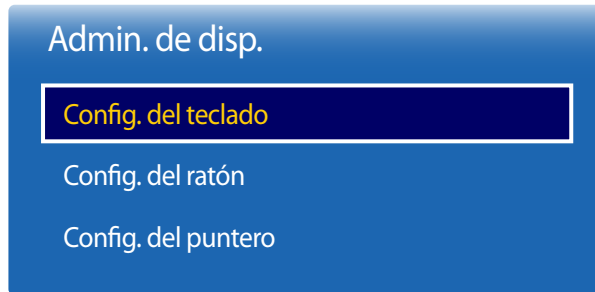 Admin. de disp.
Config. del teclado
Config. del ratón
Config. del puntero